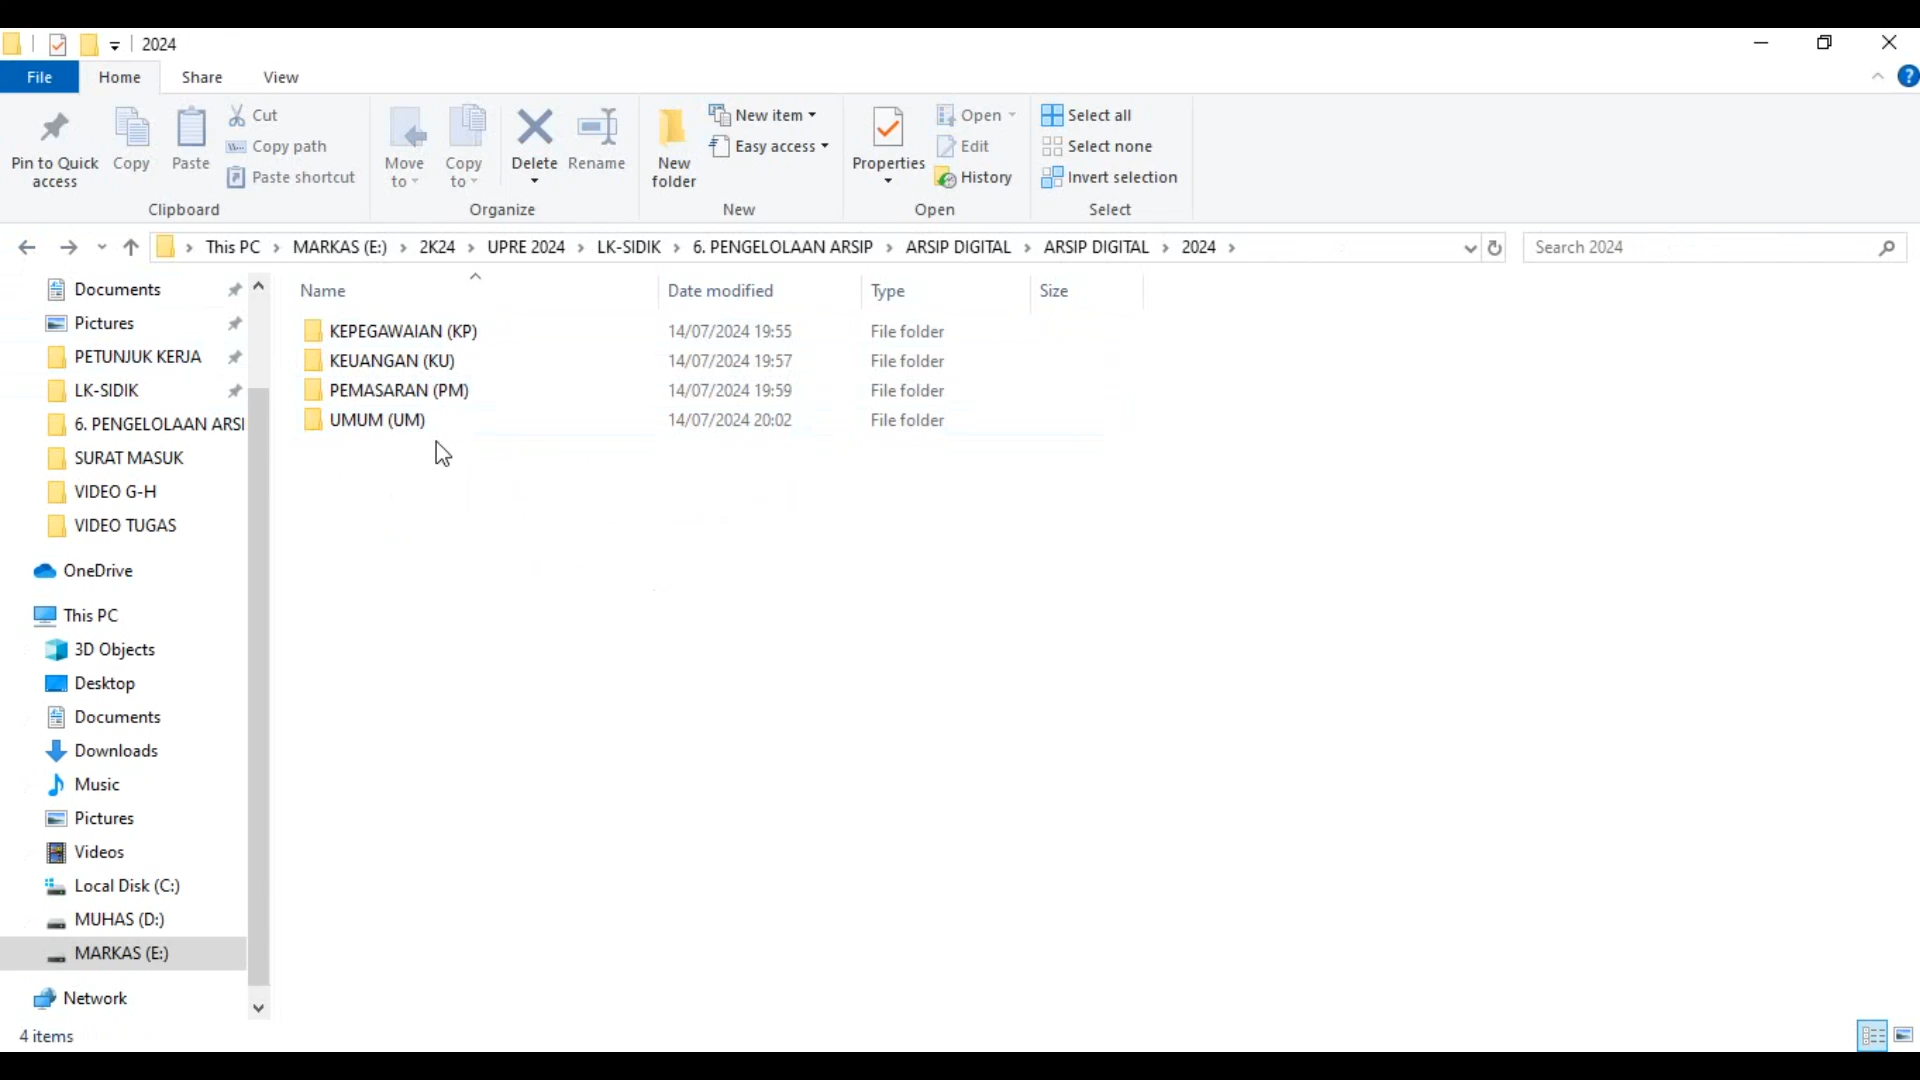 2024
File Home Share View
?
Pin to Quick access
Copy
Paste
Cut
Copy path
Paste shortcut
Clipboard
Move to
Copy to
Delete
Rename
Organize
New folder
New item
Easy access
New
Properties
Open
Edit
History
Open
Select all
Select none
Invert selection
Select
This PC > MARKAS (E:) > 2K24 > UPRE 2024 > LK-SIDIK > 6. PENGELOLAAN ARSIP > ARSIP DIGITAL > ARSIP DIGITAL > 2024 >
Search 2024
Documents
Pictures
PETUNJUK KERJA
LK-SIDIK
6. PENGELOLAAN ARSI
SURAT MASUK
VIDEO G-H
VIDEO TUGAS
OneDrive
This PC
3D Objects
Desktop
Documents
Downloads
Music
Pictures
Videos
Local Disk (C:)
MUHAS (D:)
MARKAS (E:)
Network
Name Date modified Type Size
KEPEGAWAIAN (KP) 14/07/2024 19:55 File folder
KEUANGAN (KU) 14/07/2024 19:57 File folder
PEMASARAN (PM) 14/07/2024 19:59 File folder
UMUM (UM) 14/07/2024 20:02 File folder
4 items